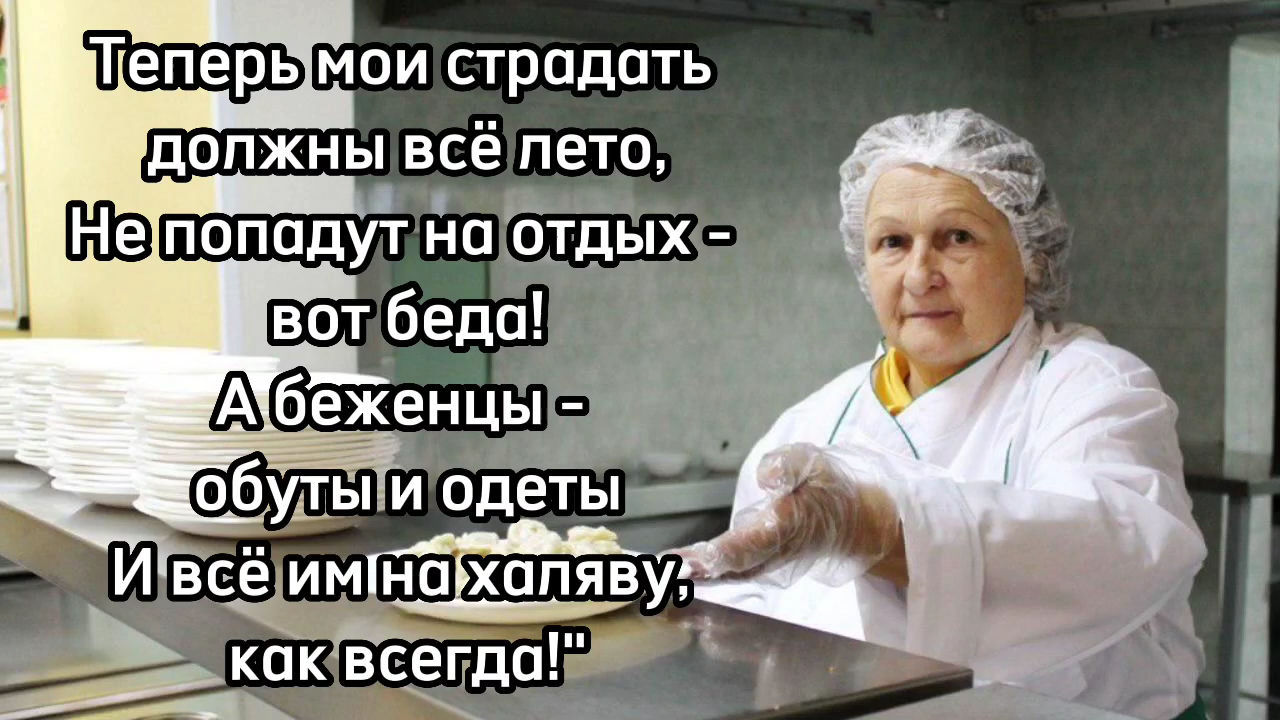 Теперь мои страдать
должны всё лето,
Не попадут на отдых -
вот беда!
А беженцы -
обуты и одеты
И всё им на халяву,
как всегда!"